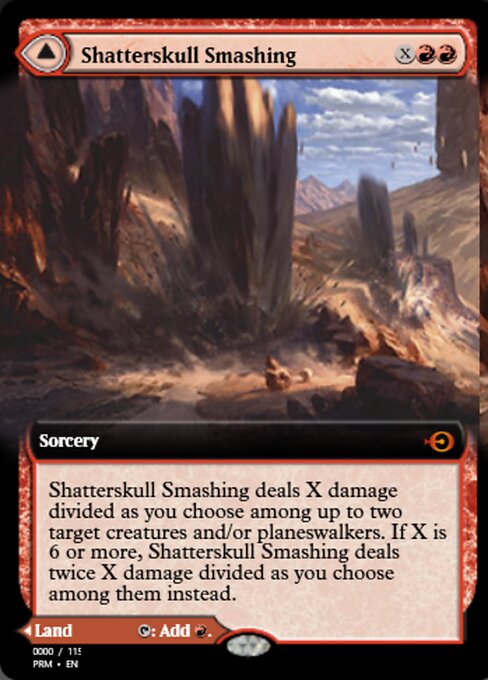 Shatterskull Smashing X
Sorcery
Shatterskull Smashing deals X damage
divided as you choose among up to two
target creatures and/or planeswalkers. If X is
6 or more, Shatterskull Smashing deals
twice X damage divided as you choose
among them instead.
Land : Add .
0000 / 115
PRM • EN